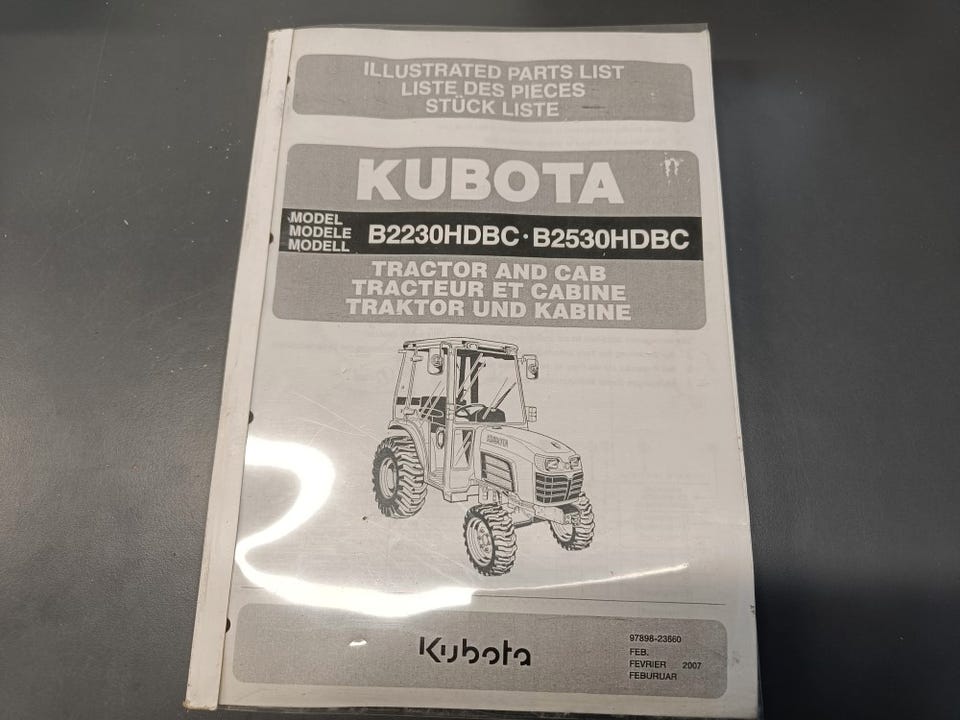 ILLUSTRATED PARTS LIST
LISTE DES PIECES
STÜCK LISTE
KUBOTA
MODEL
MODELE
MODELL
B2230HDBC · B2530HDBC
TRACTOR AND CAB
TRACTEUR ET CABINE
TRAKTOR UND KABINE
KUBOTA
Kubota
97898-23660
FEB.
FEVRIER 2007
FEBURUAR